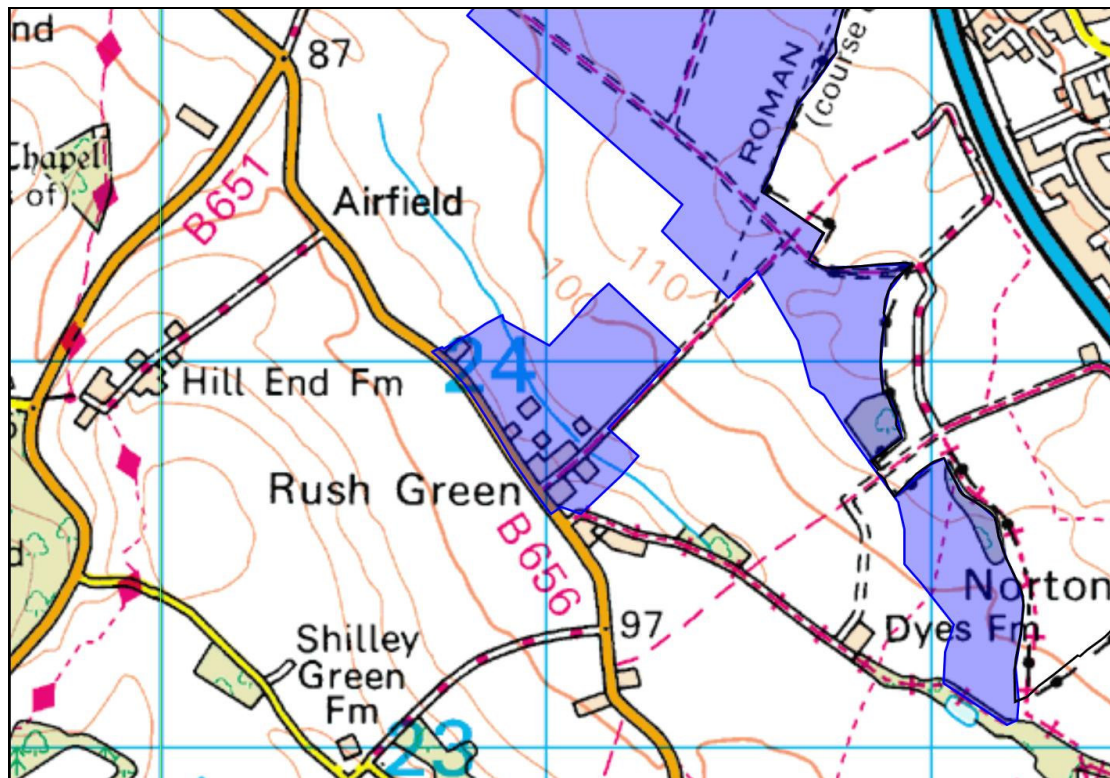 nd
87
ROMAN
(course
Chapel
s of)
B651
Airfield
110
100
24
Hill End Fm
Rush Green
B656
d
Norton
97
Dyes Fm
Shilley
Green
Fm
23